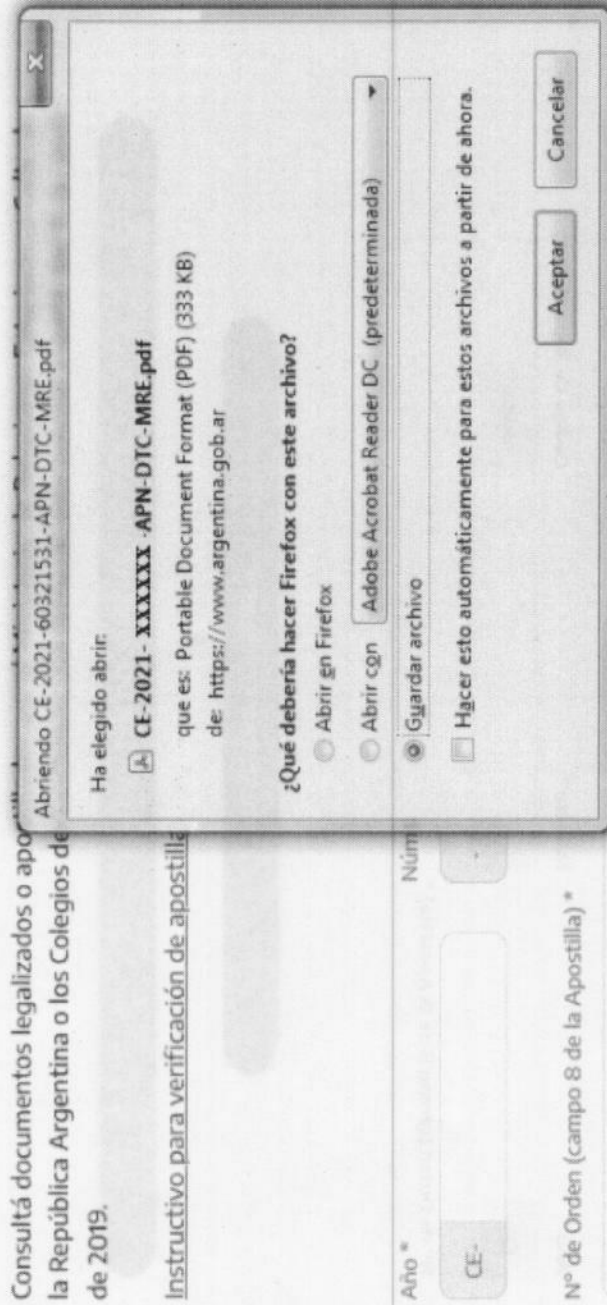 Consultá documentos legalizados o apos
la República Argentina o los Colegios de
de 2019.
Instructivo para verificación de apostilla
Año *
Núm
CE-
-
N° de Orden (campo 8 de la Apostilla) *
Abriendo CE-2021-60321531-APN-DTC-MRE.pdf
X
Ha elegido abrir:
CE-2021- XXXXXX -APN-DTC-MRE.pdf
que es: Portable Document Format (PDF) (333 KB)
de: https://www.argentina.gob.ar
¿Qué debería hacer Firefox con este archivo?
Abrir en Firefox
Abrir con Adobe Acrobat Reader DC (predeterminada)
Guardar archivo
Hacer esto automáticamente para estos archivos a partir de ahora.
Aceptar Cancelar